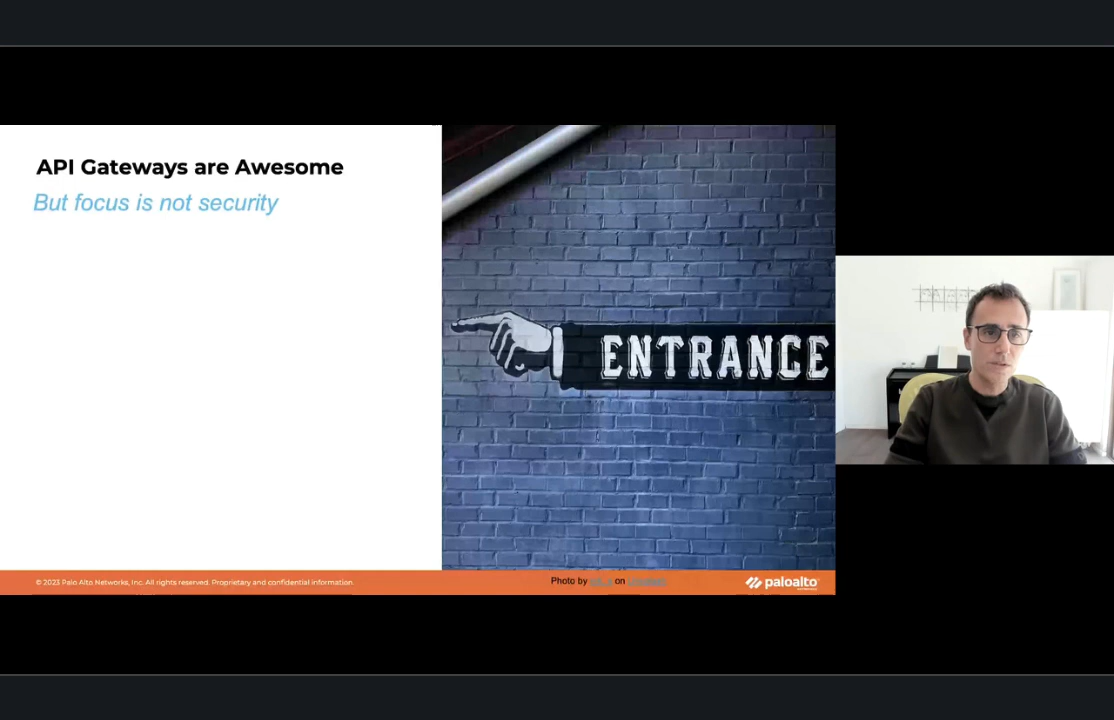 API Gateways are Awesome
But focus is not security
ENTRANCE
© 2023 Palo Alto Networks, Inc. All rights reserved. Proprietary and confidential information.
Photo by on
paloalto